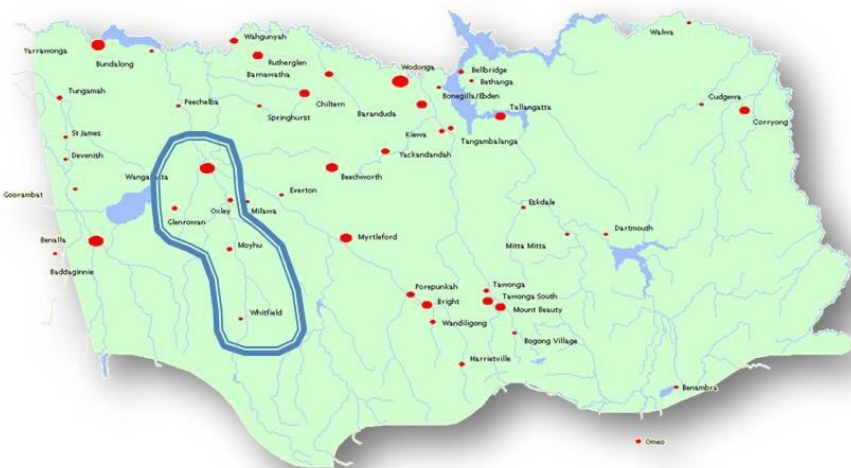 Walwa
Wahgunyah
Yarrawonga
Bundalong
Rutherglen
Barnawatha
Wodonga
Bellbridge
Bethanga
Bonegilla/Ebden
Tungamah
Peechelba
Chiltern
Springhurst
Baranduda
Tallangatta
Cudgewa
Corryong
St James
Kiewa
Tangambalanga
Devenish
Yackandandah
Beechworth
Goorambat
Everton
Oxley
Milawa
Glenrowan
Eskdale
Benalla
Moyhu
Myrtleford
Mitta Mitta
Dartmouth
Baddaginnie
Porepunkah
Tawonga
Tawonga South
Bright
Mount Beauty
Whitfield
Wandiligong
Bogong Village
Harrietville
Benambra
Omeo